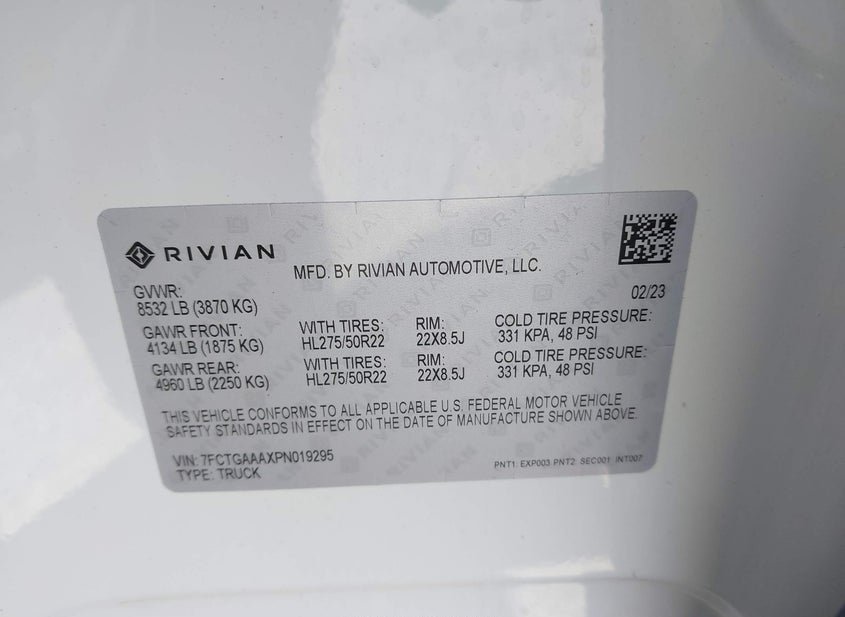 RIVIAN
MFD. BY RIVIAN AUTOMOTIVE, LLC.
GVWR:
8532 LB (3870 KG)
02/23
GAWR FRONT: WITH TIRES: RIM: COLD TIRE PRESSURE:
4134 LB (1875 KG) HL275/50R22 22X8.5J 331 KPA, 48 PSI
GAWR REAR: WITH TIRES: RIM: COLD TIRE PRESSURE:
4960 LB (2250 KG) HL275/50R22 22X8.5J 331 KPA, 48 PSI
THIS VEHICLE CONFORMS TO ALL APPLICABLE U.S. FEDERAL MOTOR VEHICLE
SAFETY STANDARDS IN EFFECT ON THE DATE OF MANUFACTURE SHOWN ABOVE.
VIN: 7FCTGAAAXPN019295
TYPE: TRUCK
PNT1: EXP003 PNT2: SEC001 INT007